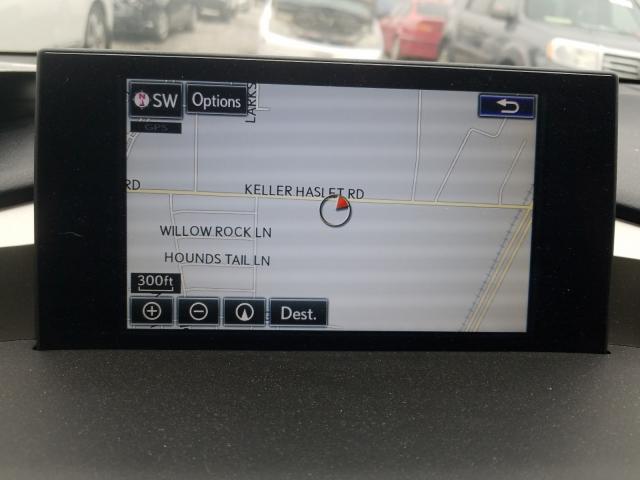 N SW
Options
LARKS
GPS
RD
KELLER HASLET RD
WILLOW ROCK LN
HOUNDS TAIL LN
300ft
Dest.